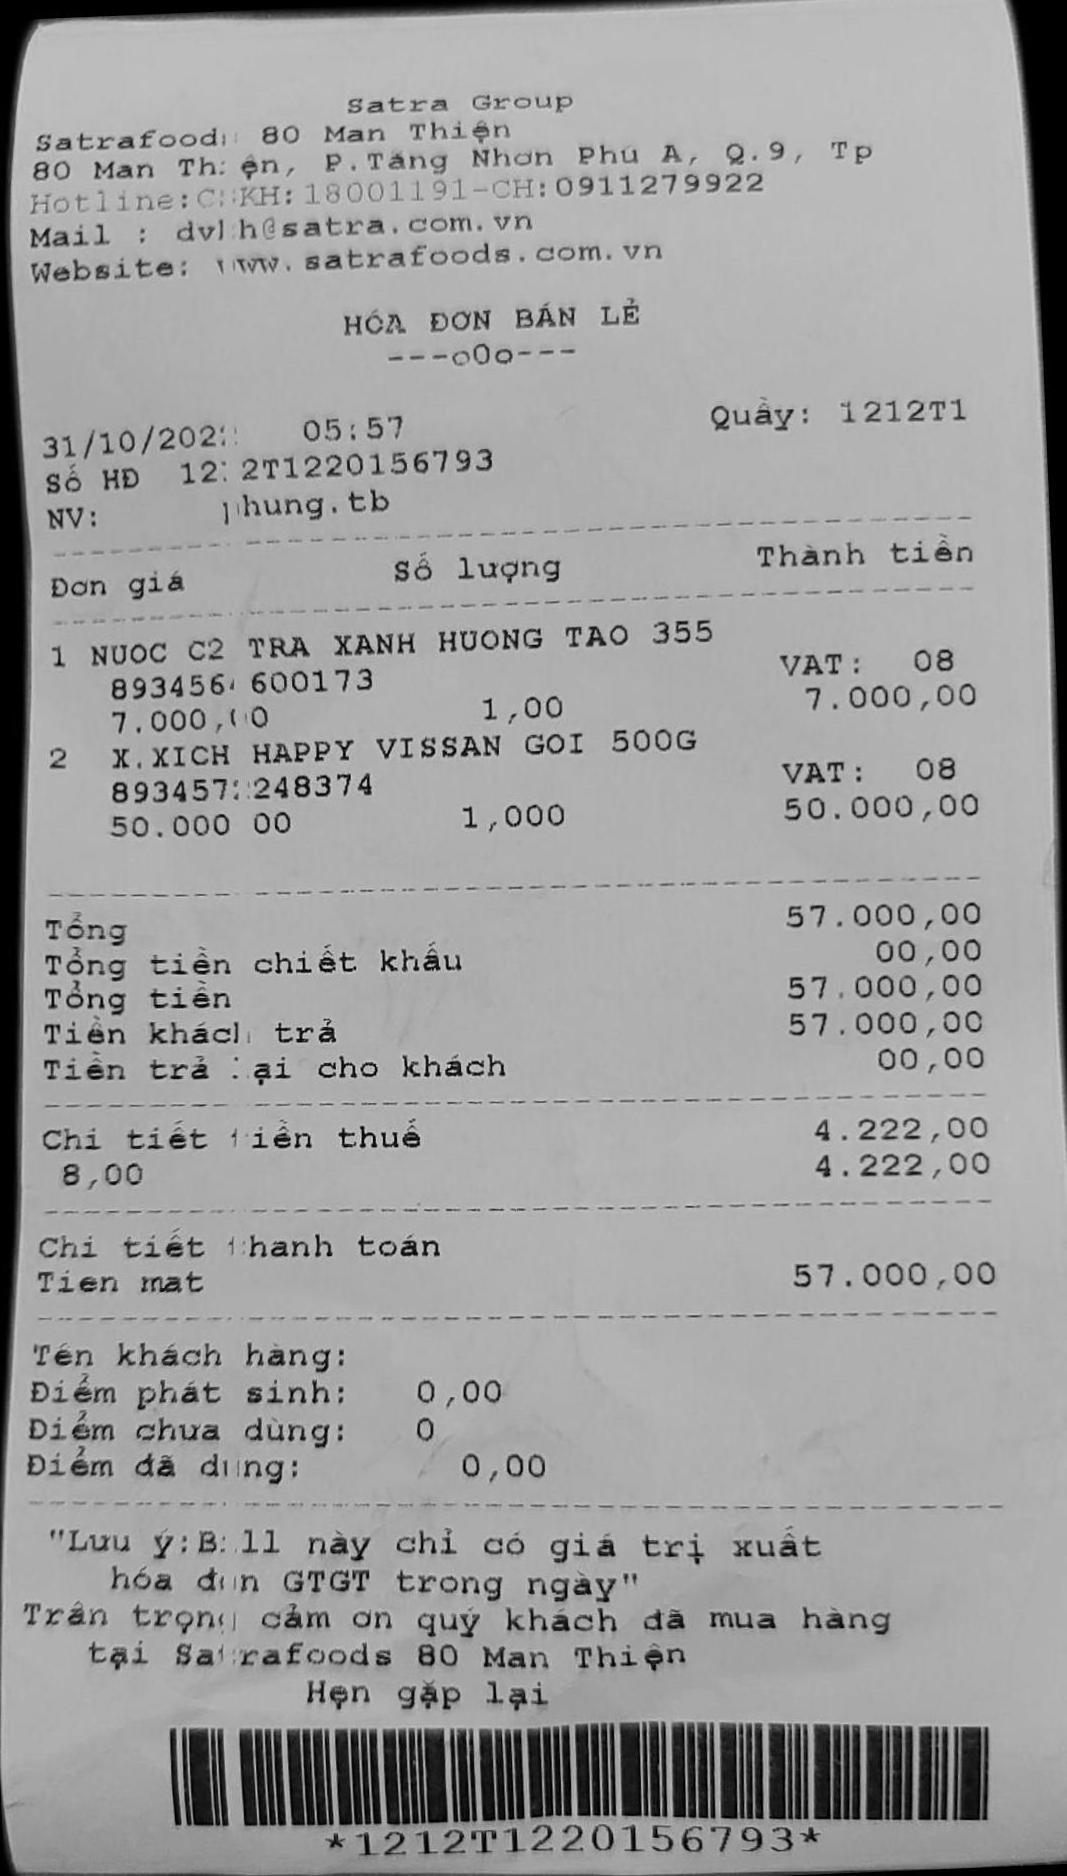 Satra Group
Satrafoods 80 Man Thiện
80 Man Thiện, P.Tăng Nhơn Phú A, Q.9, Tp
Hotline:CSKH:18001191-CH:0911279922
Mail : dvkh@satra.com.vn
Website: www.satrafoods.com.vn
HÓA ĐƠN BÁN LẺ
---oOo---
05:57 Quầy: 1212T1
Số HĐ 1212T1220156793
NV: phung.tb
Đơn giá Số lượng Thành tiền
1 NUOC C2 TRA XANH HUONG TAO 355
600173 VAT: 08
7.000,00 1,00 7.000,00
2 X.XICH HAPPY VISSAN GOI 500G
248374 VAT: 08
50.000,00 1,000 50.000,00
Tổng 57.000,00
Tổng tiền chiết khấu 00,00
Tổng tiền 57.000,00
Tiền khách trả 57.000,00
Tiền trả lại cho khách 00,00
Chi tiết tiền thuế 4.222,00
8,00 4.222,00
Chi tiết thanh toán
Tien mat 57.000,00
Tên khách hàng:
Điểm phát sinh: 0,00
Điểm chưa dùng: 0
Điểm đã dùng: 0,00
"Lưu ý:Bill này chỉ có giá trị xuất
hóa đơn GTGT trong ngày"
Trân trọng cảm ơn quý khách đã mua hàng
tại Satrafoods 80 Man Thiện
Hẹn gặp lại
*1212T1220156793*